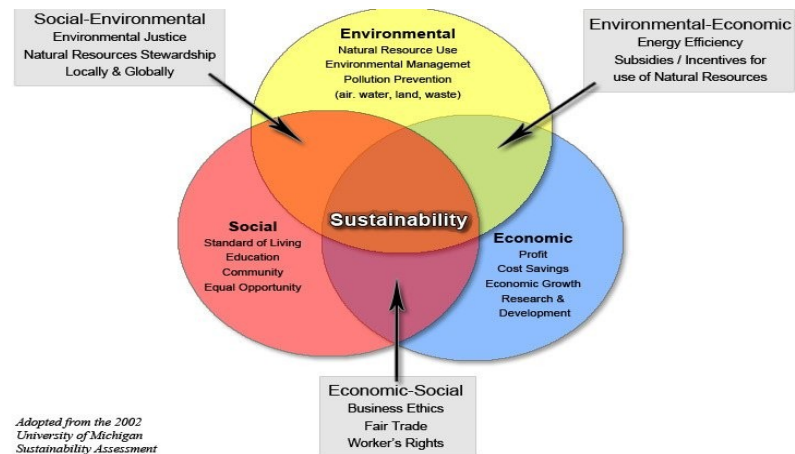 Social-Environmental
Environmental Justice
Natural Resources Stewardship
Locally & Globally
Environmental
Natural Resource Use
Environmental Managemet
Pollution Prevention
(air. water, land, waste)
Environmental-Economic
Energy Efficiency
Subsidies / Incentives for
use of Natural Resources
Sustainability
Social
Standard of Living
Education
Community
Equal Opportunity
Economic
Profit
Cost Savings
Economic Growth
Research &
Development
Economic-Social
Business Ethics
Fair Trade
Worker's Rights
Adopted from the 2002
University of Michigan
Sustainability Assessment